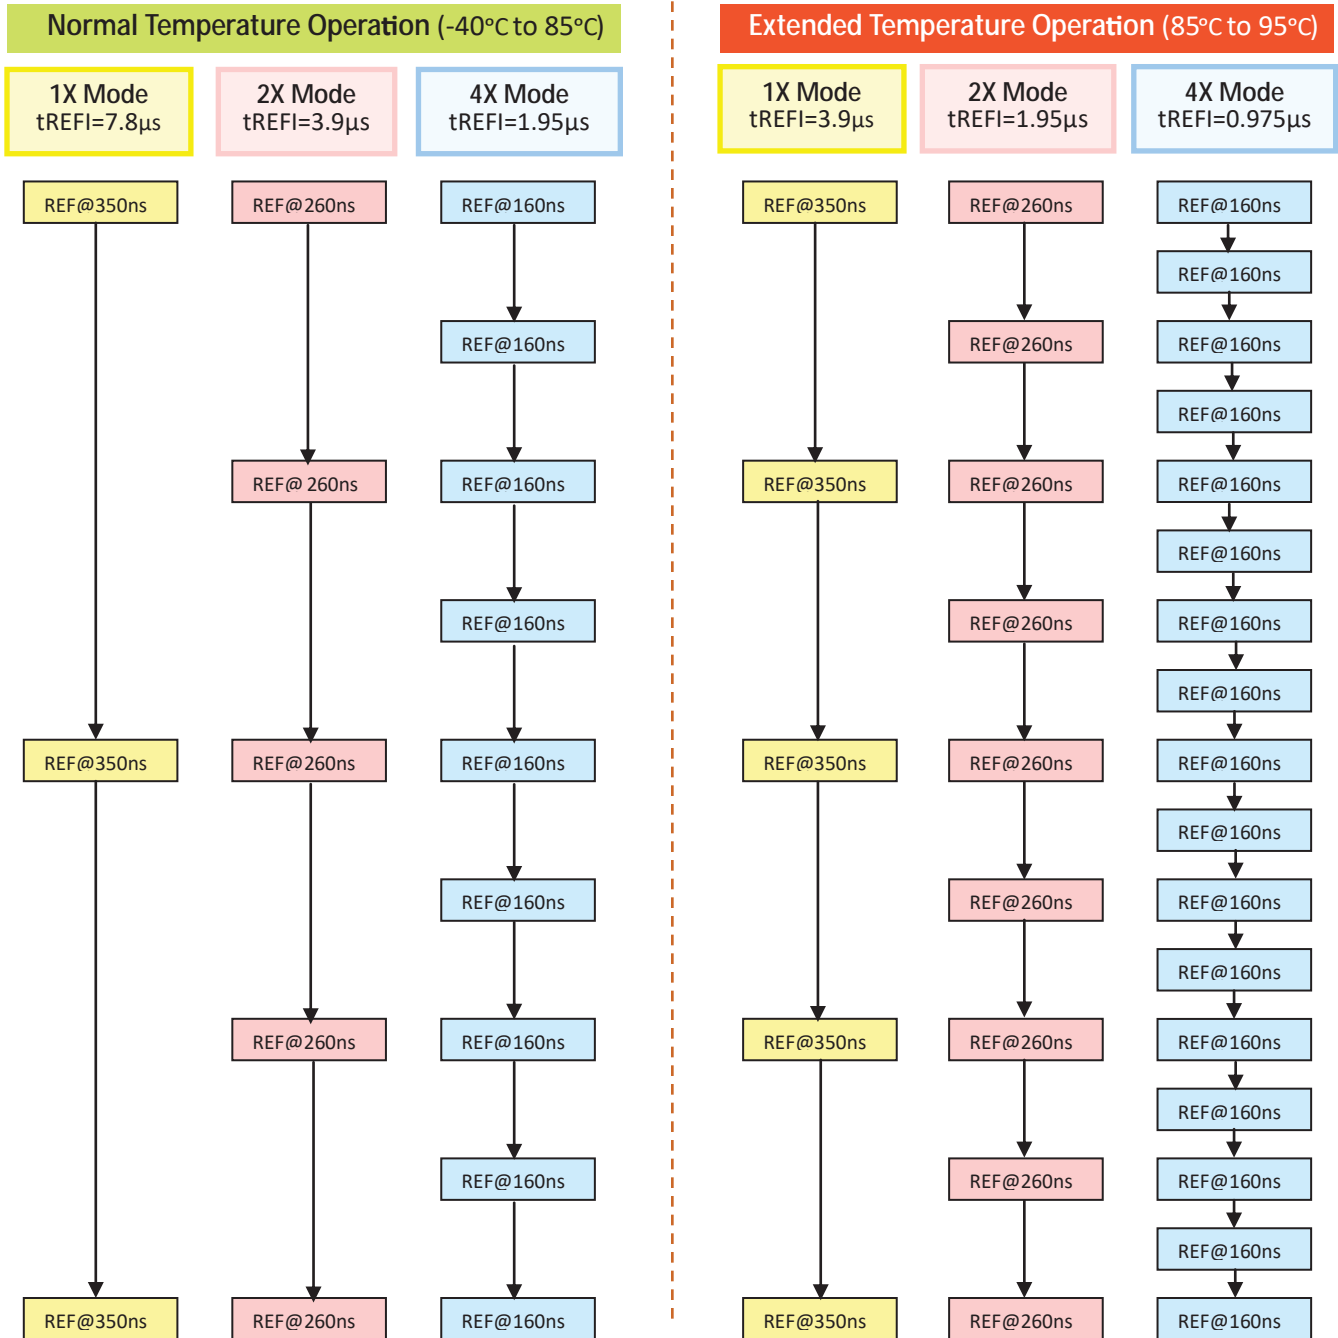 Normal Temperature Operation (-40°C to 85°C)
Extended Temperature Operation (85°C to 95°C)
1X Mode
tREFI=7.8µs
2X Mode
tREFI=3.9µs
4X Mode
tREFI=1.95µs
1X Mode
tREFI=3.9µs
2X Mode
tREFI=1.95µs
4X Mode
tREFI=0.975µs
REF@350ns
REF@260ns
REF@160ns
REF@350ns
REF@260ns
REF@160ns
REF@160ns
REF@160ns
REF@260ns
REF@160ns
REF@160ns
REF@260ns
REF@160ns
REF@350ns
REF@260ns
REF@160ns
REF@160ns
REF@160ns
REF@260ns
REF@160ns
REF@160ns
REF@350ns
REF@260ns
REF@160ns
REF@350ns
REF@260ns
REF@160ns
REF@160ns
REF@160ns
REF@260ns
REF@160ns
REF@160ns
REF@260ns
REF@160ns
REF@350ns
REF@260ns
REF@160ns
REF@160ns
REF@160ns
REF@260ns
REF@160ns
REF@160ns
REF@350ns
REF@260ns
REF@160ns
REF@350ns
REF@260ns
REF@160ns